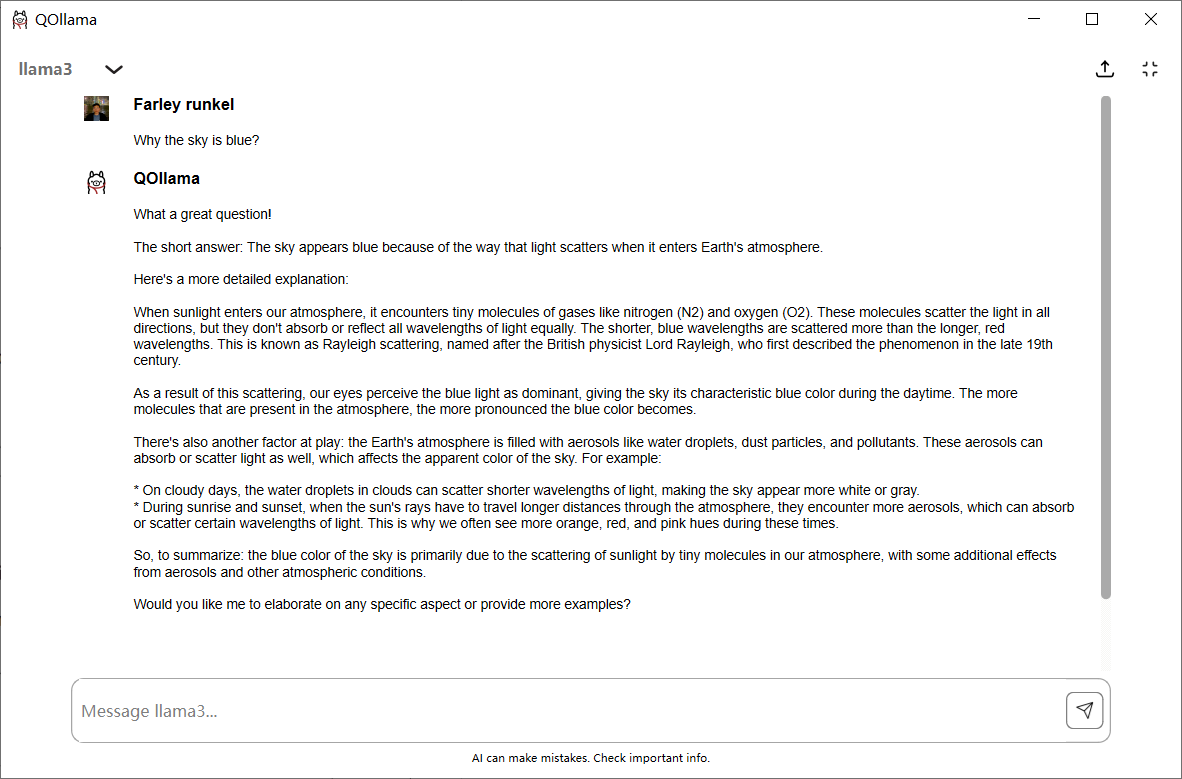 QOllama
llama3
Farley runkel
Why the sky is blue?
QOllama
What a great question!
The short answer: The sky appears blue because of the way that light scatters when it enters Earth's atmosphere.
Here's a more detailed explanation:
When sunlight enters our atmosphere, it encounters tiny molecules of gases like nitrogen (N2) and oxygen (O2). These molecules scatter the light in all
directions, but they don't absorb or reflect all wavelengths of light equally. The shorter, blue wavelengths are scattered more than the longer, red
wavelengths. This is known as Rayleigh scattering, named after the British physicist Lord Rayleigh, who first described the phenomenon in the late 19th
century.
As a result of this scattering, our eyes perceive the blue light as dominant, giving the sky its characteristic blue color during the daytime. The more
molecules that are present in the atmosphere, the more pronounced the blue color becomes.
There's also another factor at play: the Earth's atmosphere is filled with aerosols like water droplets, dust particles, and pollutants. These aerosols can
absorb or scatter light as well, which affects the apparent color of the sky. For example:
* On cloudy days, the water droplets in clouds can scatter shorter wavelengths of light, making the sky appear more white or gray.
* During sunrise and sunset, when the sun's rays have to travel longer distances through the atmosphere, they encounter more aerosols, which can absorb
or scatter certain wavelengths of light. This is why we often see more orange, red, and pink hues during these times.
So, to summarize: the blue color of the sky is primarily due to the scattering of sunlight by tiny molecules in our atmosphere, with some additional effects
from aerosols and other atmospheric conditions.
Would you like me to elaborate on any specific aspect or provide more examples?
Message llama3...
AI can make mistakes. Check important info.